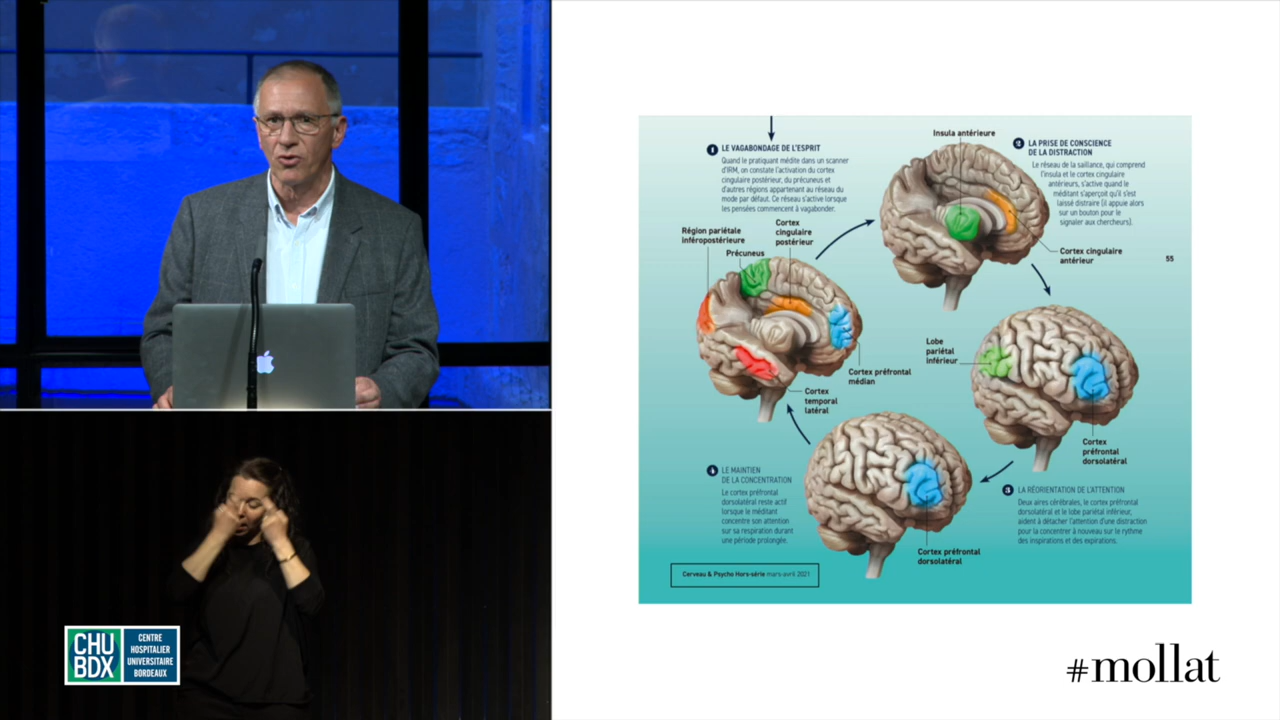 1 LE VAGABONDAGE DE L'ESPRIT
Quand le pratiquant médite dans un scanner
d'IRM, on constate l'activation du cortex
cingulaire postérieur, du précuneus et
d'autres régions appartenant au réseau du
mode par défaut. Ce réseau s'active lorsque
les pensées commencent à vagabonder.
Insula antérieure
2 LA PRISE DE CONSCIENCE
DE LA DISTRACTION
Le réseau de la saillance, qui comprend
l'insula et le cortex cingulaire
antérieurs, s'active quand le
méditant s'aperçoit qu'il s'est
laissé distraire (il appuie alors
sur un bouton pour le
signaler aux chercheurs).
Région pariétale
inféropostérieure
Cortex
cingulaire
postérieur
Précuneus
Cortex cingulaire
antérieur
55
Lobe
pariétal
inférieur
Cortex préfrontal
médian
Cortex
temporal
latéral
Cortex
préfrontal
dorsolatéral
4 LE MAINTIEN
DE LA CONCENTRATION
Le cortex préfrontal
dorsolatéral reste actif
lorsque le méditant
concentre son attention
sur sa respiration durant
une période prolongée.
3 LA RÉORIENTATION DE L'ATTENTION
Deux aires cérébrales, le cortex préfrontal
dorsolatéral et le lobe pariétal inférieur,
aident à détacher l'attention d'une distraction
pour la concentrer à nouveau sur le rythme
des inspirations et des expirations.
Cortex préfrontal
dorsolatéral
Cerveau & Psycho Hors-série mars-avril 2021
CHU
BDX
CENTRE
HOSPITALIER
UNIVERSITAIRE
BORDEAUX
#mollat